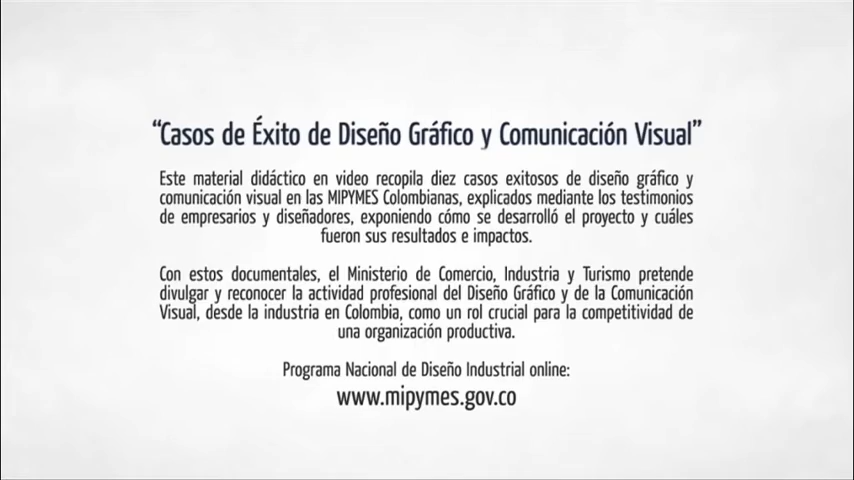 “Casos de Éxito de Diseño Gráfico y Comunicación Visual”
Este material didáctico en video recopila diez casos exitosos de diseño gráfico y
comunicación visual en las MIPYMES Colombianas, explicados mediante los testimonios
de empresarios y diseñadores, exponiendo cómo se desarrolló el proyecto y cuáles
fueron sus resultados e impactos.
Con estos documentales, el Ministerio de Comercio, Industria y Turismo pretende
divulgar y reconocer la actividad profesional del Diseño Gráfico y de la Comunicación
Visual, desde la industria en Colombia, como un rol crucial para la competitividad de
una organización productiva.
Programa Nacional de Diseño Industrial online:
www.mipymes.gov.co